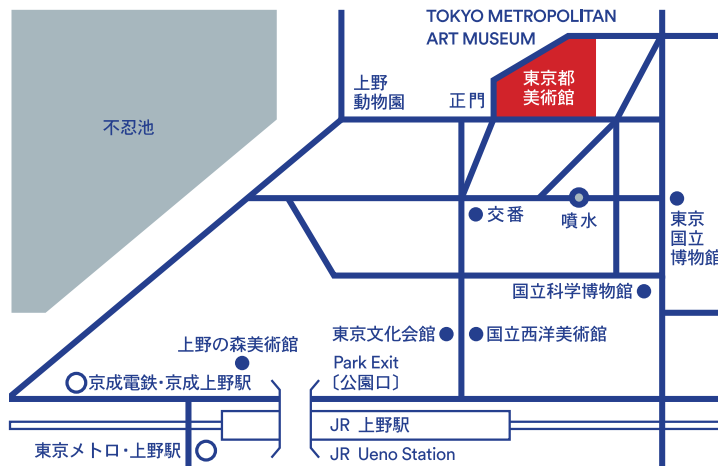 TOKYO METROPOLITAN
ART MUSEUM
東京都
美術館
上野
動物園
正門
不忍池
交番
噴水
東京
国立
博物館
国立科学博物館
東京文化会館
国立西洋美術館
上野の森美術館
Park Exit
〔公園口〕
京成電鉄・京成上野駅
JR 上野駅
東京メトロ・上野駅
JR Ueno Station